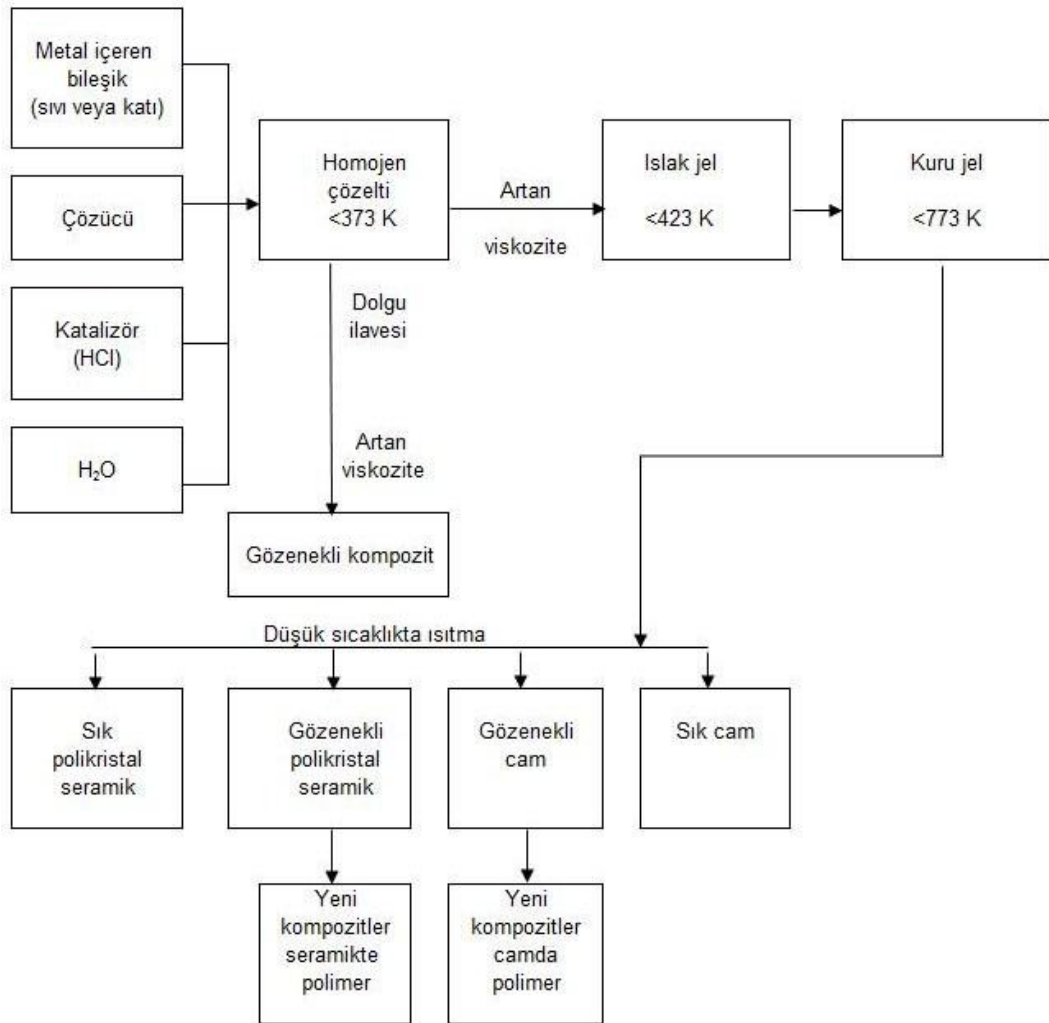 Metal içeren
bileşik
(sıvı veya katı)
Çözücü
Katalizör
(HCl)
H₂O
Homojen
çözelti
<373 K
Artan
viskozite
Islak jel
<423 K
Kuru jel
<773 K
Dolgu
ilavesi
Artan
viskozite
Gözenekli kompozit
Düşük sıcaklıkta ısıtma
Sık
polikristal
seramik
Gözenekli
polikristal
seramik
Gözenekli
cam
Sık cam
Yeni
kompozitler
seramikte
polimer
Yeni
kompozitler
camda
polimer